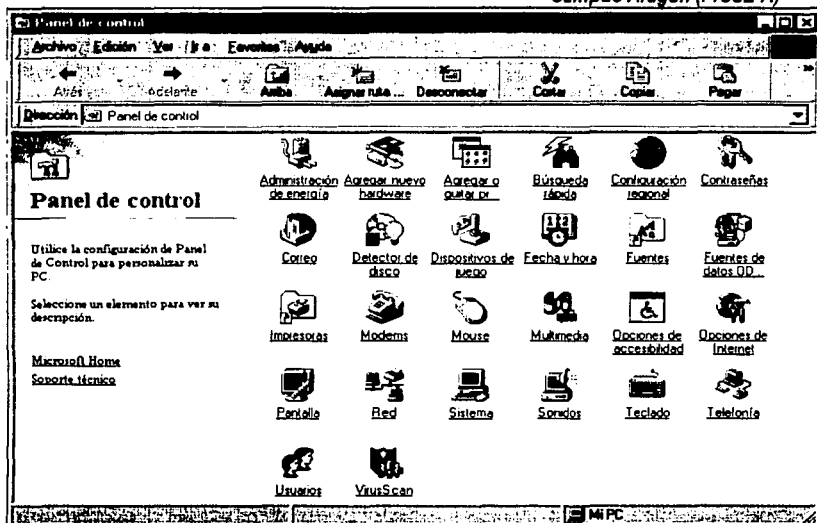 Campus Aragón
Panel de control
Archivo Edición Ver Ir a Favoritos Ayuda
Atrás Adelante Arriba Asignar ruta ... Desconectar Cortar Copiar Pegar »
Dirección Panel de control
Panel de control
Utilice la configuración de Panel
de Control para personalizar su
PC.
Seleccione un elemento para ver su
descripción.
Microsoft Home
Soporte técnico
Administración de energía
Agregar nuevo hardware
Agregar o quitar pr...
Búsqueda rápida
Configuración regional
Contraseñas
Correo
Detector de disco
Dispositivos de juego
Fecha y hora
Fuentes
Fuentes de datos OD...
Impresoras
Modems
Mouse
Multimedia
Opciones de accesibilidad
Opciones de Internet
Pantalla
Red
Sistema
Sonidos
Teclado
Telefonía
Usuarios
VirusScan
Mi PC